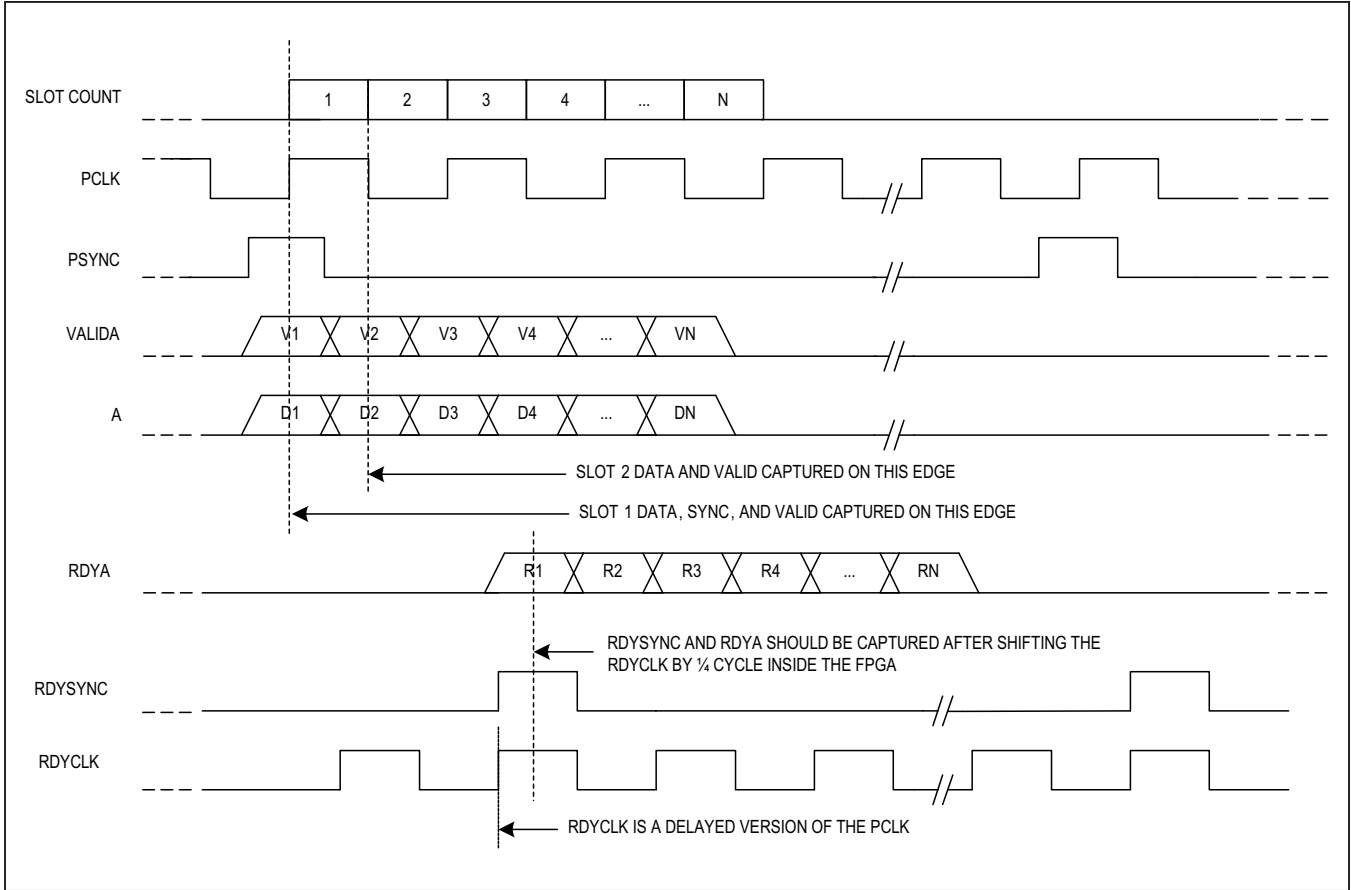 SLOT COUNT
1 2 3 4 ... N
PCLK
PSYNC
VALIDA
V1 V2 V3 V4 ... VN
A
D1 D2 D3 D4 ... DN
SLOT 2 DATA AND VALID CAPTURED ON THIS EDGE
SLOT 1 DATA, SYNC, AND VALID CAPTURED ON THIS EDGE
RDYA
R1 R2 R3 R4 ... RN
RDYSYNC AND RDYA SHOULD BE CAPTURED AFTER SHIFTING THE
RDYCLK BY ¼ CYCLE INSIDE THE FPGA
RDYSYNC
RDYCLK
RDYCLK IS A DELAYED VERSION OF THE PCLK